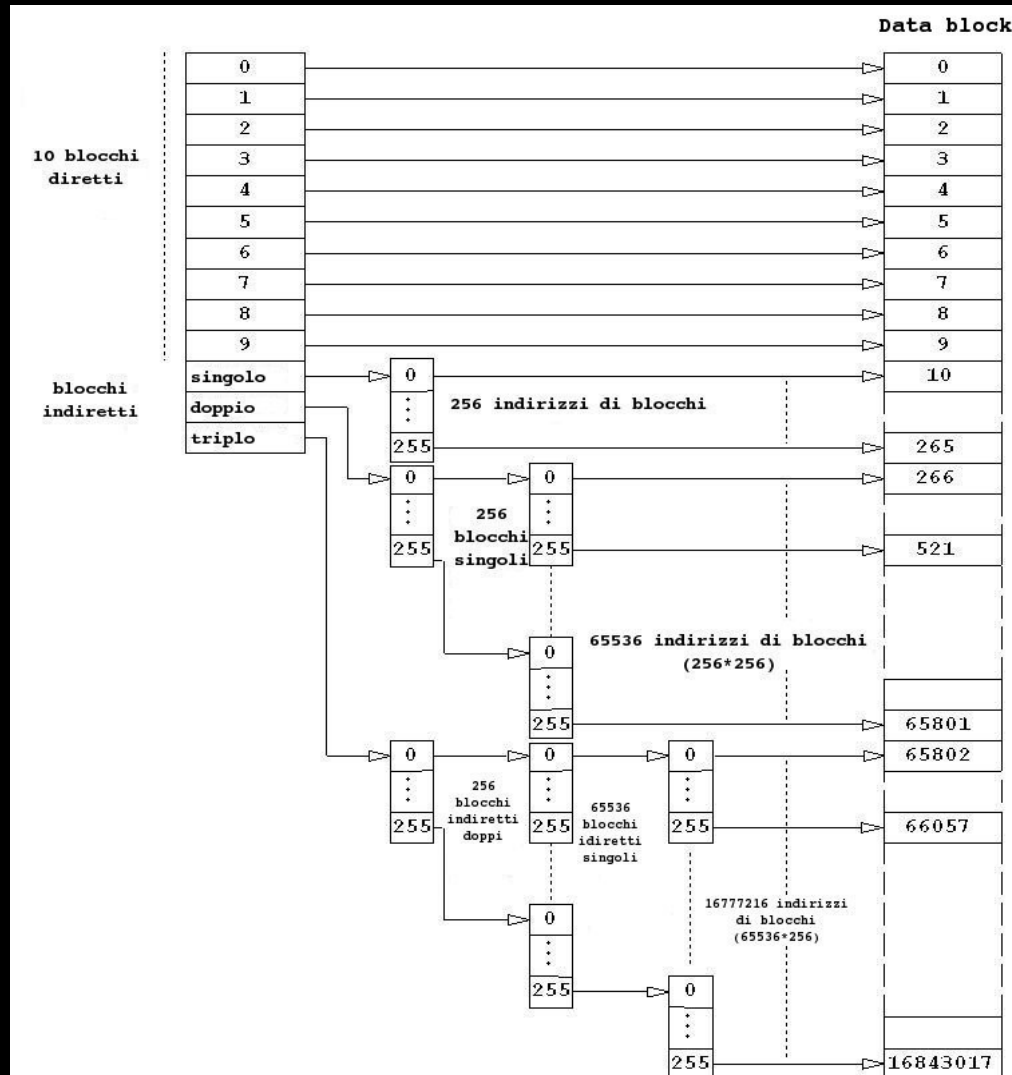 Data block
0 0
1 1
2 2
10 blocchi
diretti
3 3
4 4
5 5
6 6
7 7
8 8
9 9
blocchi
indiretti
singolo 0 10
doppio
256 indirizzi di blocchi
triplo 255 265
0 0 266
256
blocchi
singoli
255 255 521
0
65536 indirizzi di blocchi
(256*256)
255 65801
0 0 0 65802
256
blocchi
indiretti
doppi
65536
blocchi
idiretti
singoli
255 255 255 66057
0
16777216 indirizzi
di blocchi
(65536*256)
255 0
255 16843017